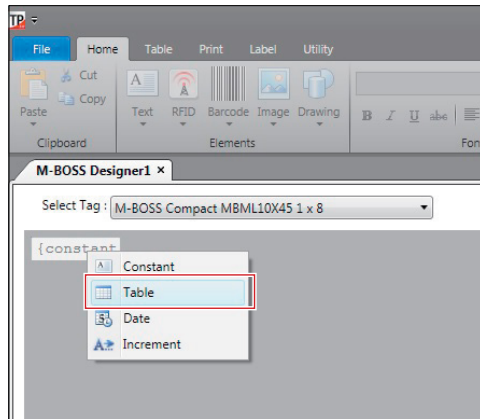 TP
File Home Table Print Label Utility
Paste
Cut
Copy
Clipboard
A
Text RFID Barcode Image Drawing
Elements
B I U abc
Fon
M-BOSS Designer1 ×
Select Tag : M-BOSS Compact MBML10X45 1 x 8
{constant
Constant
Table
Date
Increment